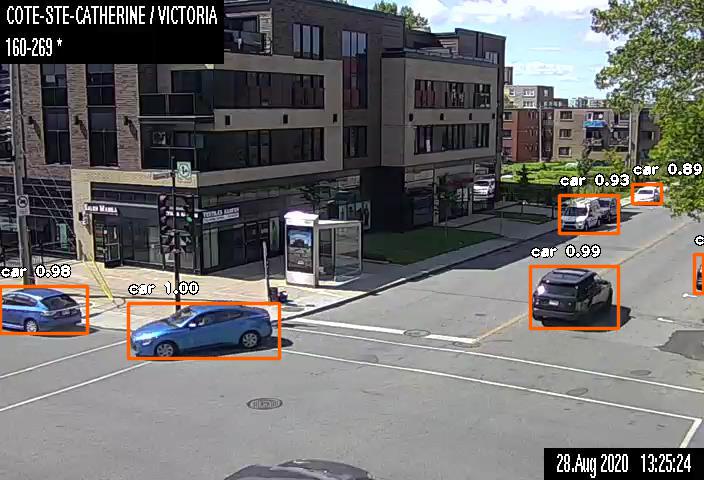 COTE-STE-CATHERINE / VICTORIA
160-269 *
car 0.89
car 0.93
car 0.99
car 0.98
car 1.00
28.Aug 2020 13:25:24